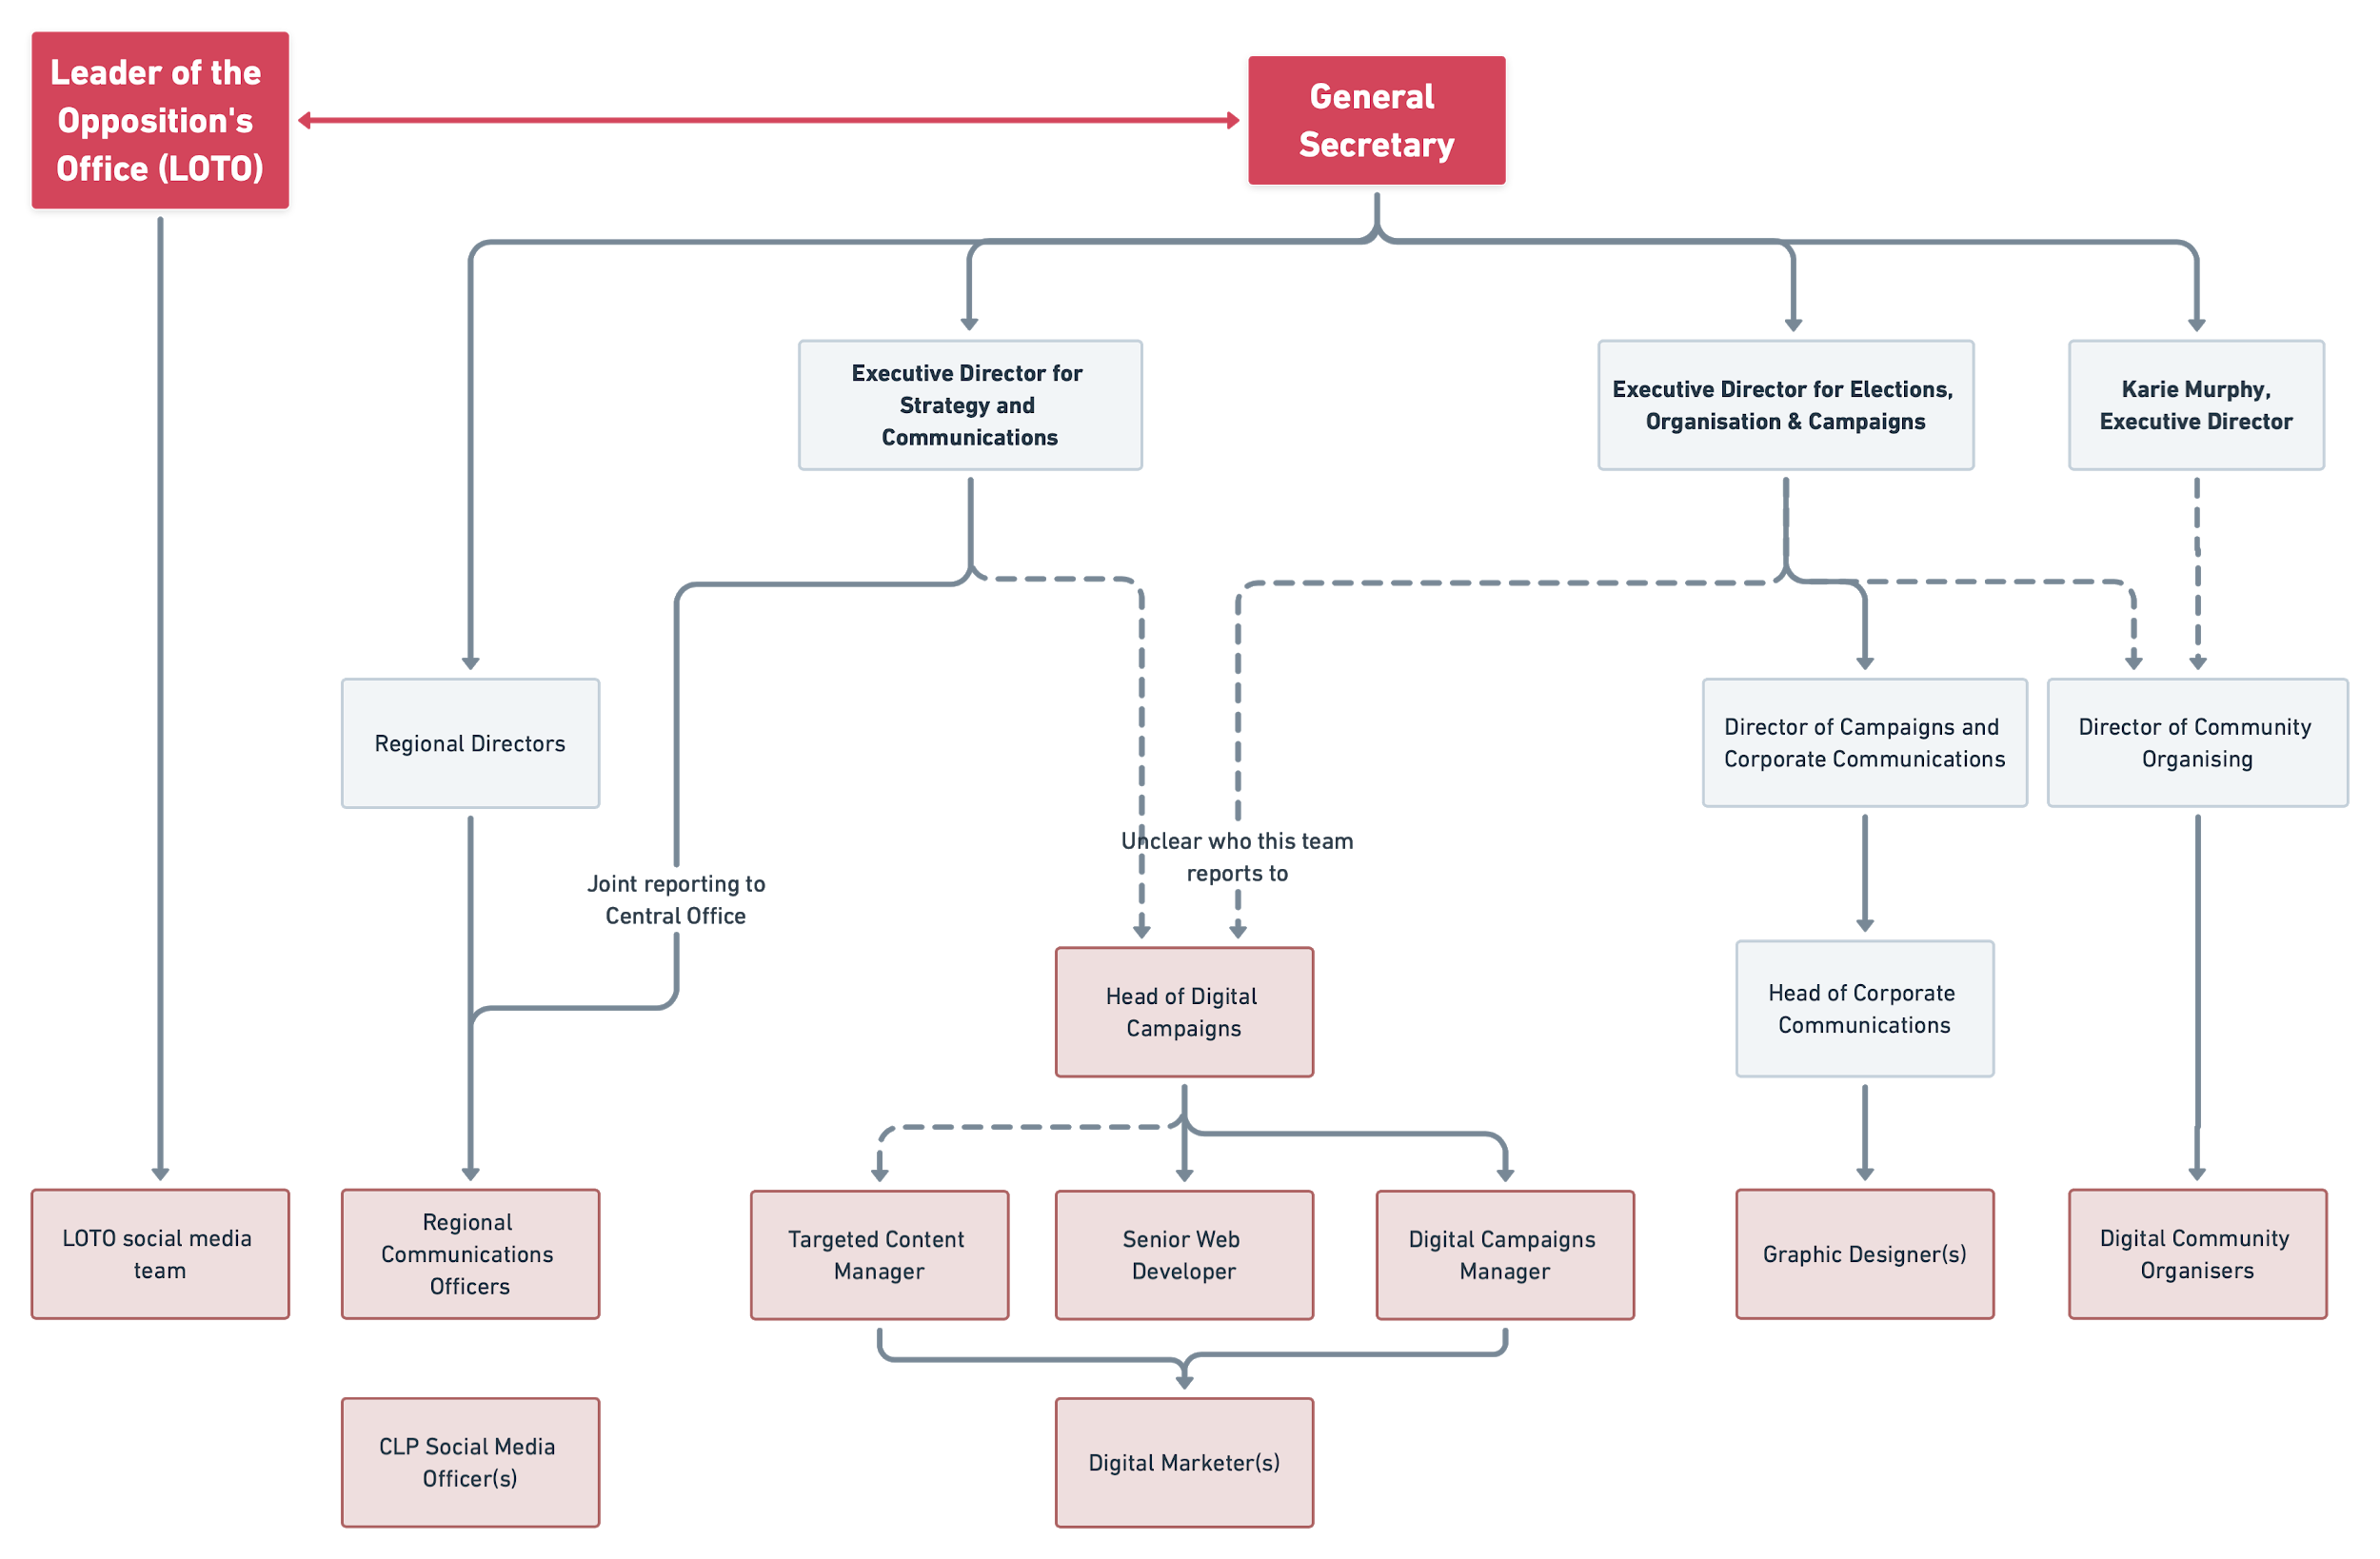 Leader of the
Opposition's
Office (LOTO)
General
Secretary
Executive Director for
Strategy and
Communications
Executive Director for Elections,
Organisation & Campaigns
Karie Murphy,
Executive Director
Regional Directors
Director of Campaigns and
Corporate Communications
Director of Community
Organising
Unclear who this team
reports to
Joint reporting to
Central Office
Head of Digital
Campaigns
Head of Corporate
Communications
LOTO social media
team
Regional
Communications
Officers
Targeted Content
Manager
Senior Web
Developer
Digital Campaigns
Manager
Graphic Designer(s)
Digital Community
Organisers
CLP Social Media
Officer(s)
Digital Marketer(s)